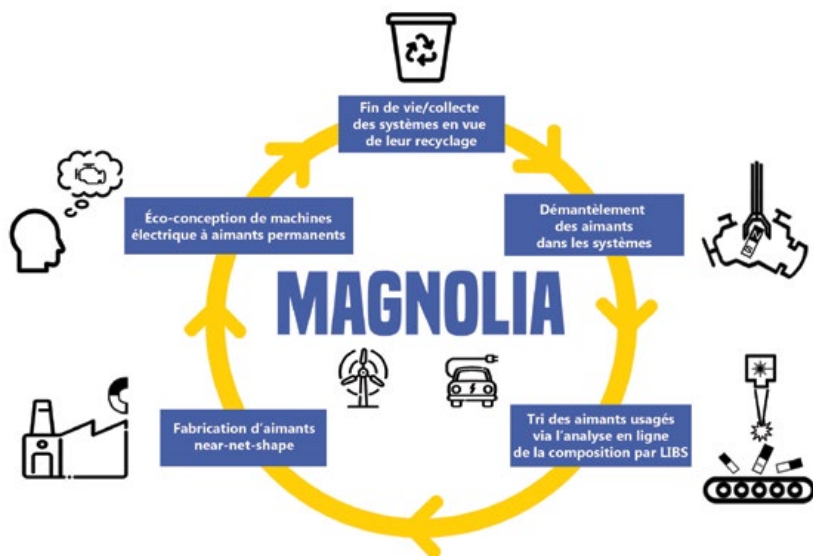 Fin de vie/collecte
des systèmes en vue
de leur recyclage
Éco-conception de machines
électrique à aimants permanents
Démantèlement
des aimants
dans les systèmes
S N
MAGNOLIA
Fabrication d'aimants
near-net-shape
Tri des aimants usagés
via l'analyse en ligne
de la composition par LIBS